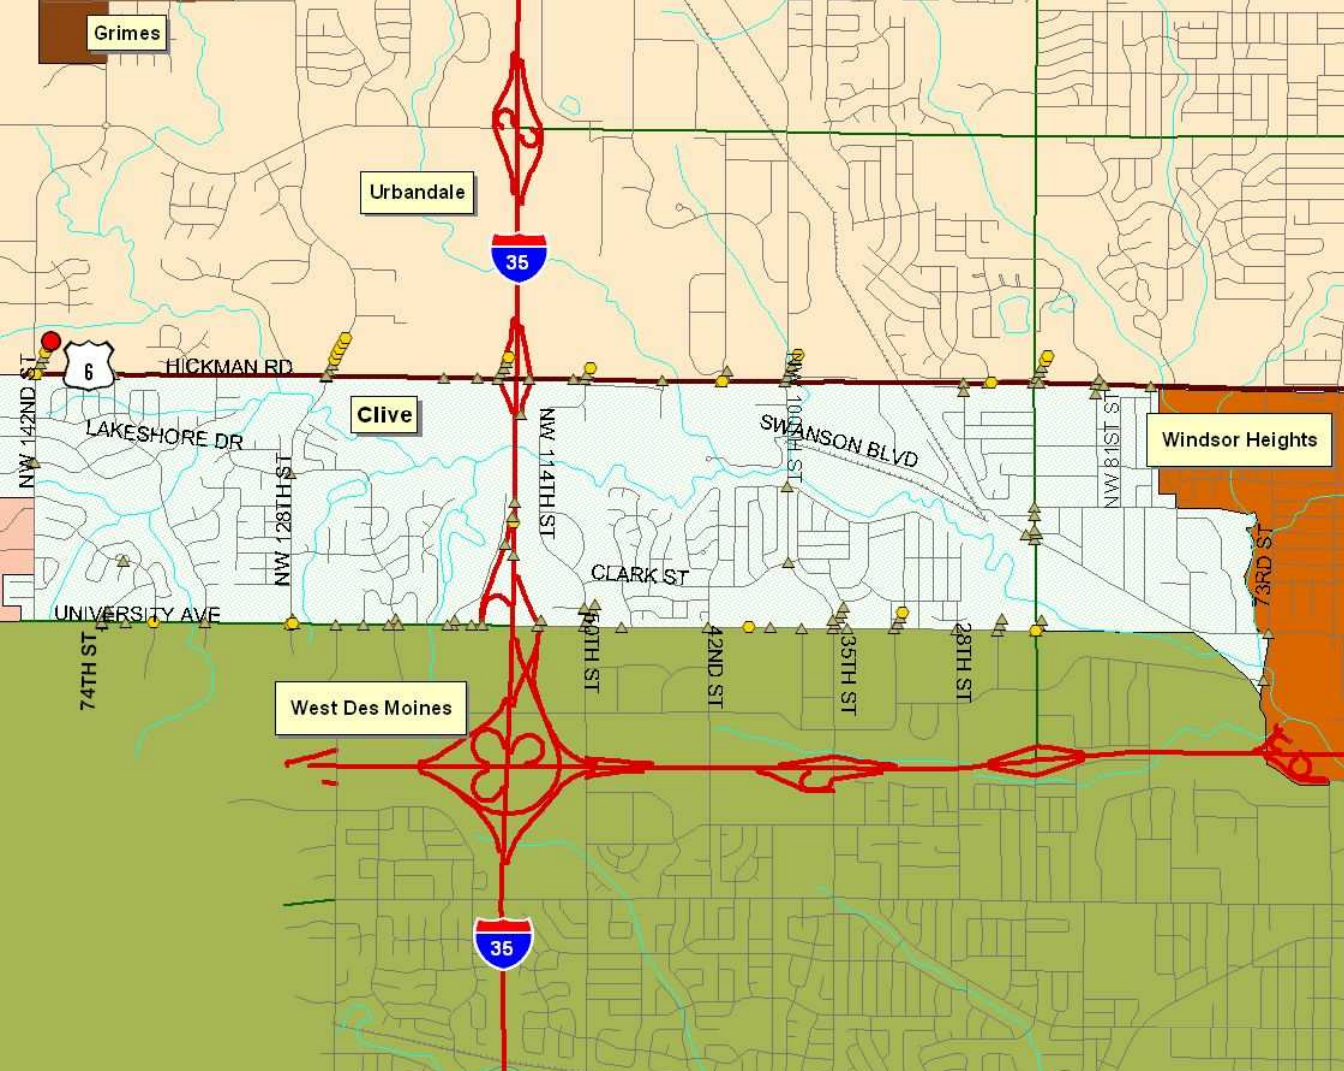 Grimes
Urbandale
35
6
HICKMAN RD
NW 142ND ST
Clive
LAKESHORE DR
NW 128TH ST
NW 114TH ST
NW 100TH ST
SWANSON BLVD
NW 81ST ST
Windsor Heights
CLARK ST
73RD ST
UNIVERSITY AVE
74TH ST
50TH ST
42ND ST
35TH ST
28TH ST
West Des Moines
35